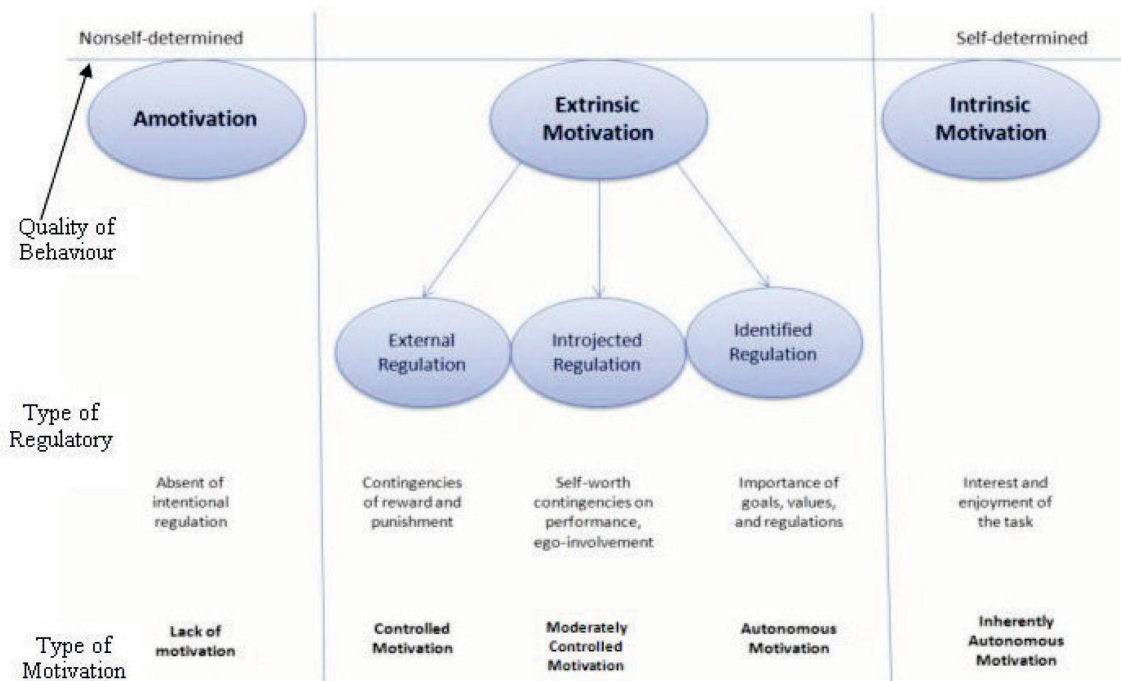 Nonself-determined
Self-determined
Amotivation
Extrinsic
Motivation
Intrinsic
Motivation
Quality of
Behaviour
External
Regulation
Introjected
Regulation
Identified
Regulation
Type of
Regulatory
Absent of
intentional
regulation
Contingencies
of reward and
punishment
Self-worth
contingencies on
performance,
ego-involvement
Importance of
goals, values,
and regulations
Interest and
enjoyment of
the task
Type of
Motivation
Lack of
motivation
Controlled
Motivation
Moderately
Controlled
Motivation
Autonomous
Motivation
Inherently
Autonomous
Motivation